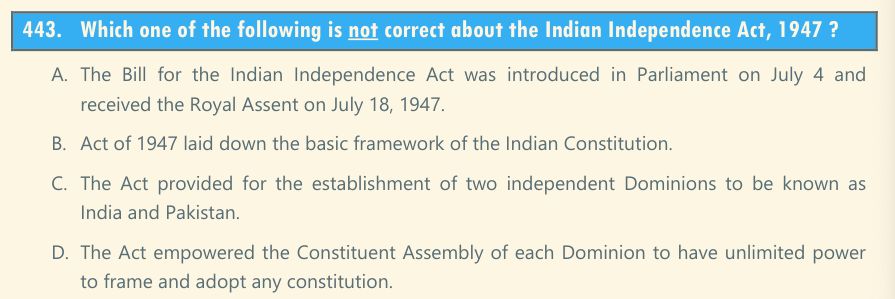 443. Which one of the following is not correct about the Indian Independence Act, 1947 ?
A. The Bill for the Indian Independence Act was introduced in Parliament on July 4 and
received the Royal Assent on July 18, 1947.
B. Act of 1947 laid down the basic framework of the Indian Constitution.
C. The Act provided for the establishment of two independent Dominions to be known as
India and Pakistan.
D. The Act empowered the Constituent Assembly of each Dominion to have unlimited power
to frame and adopt any constitution.